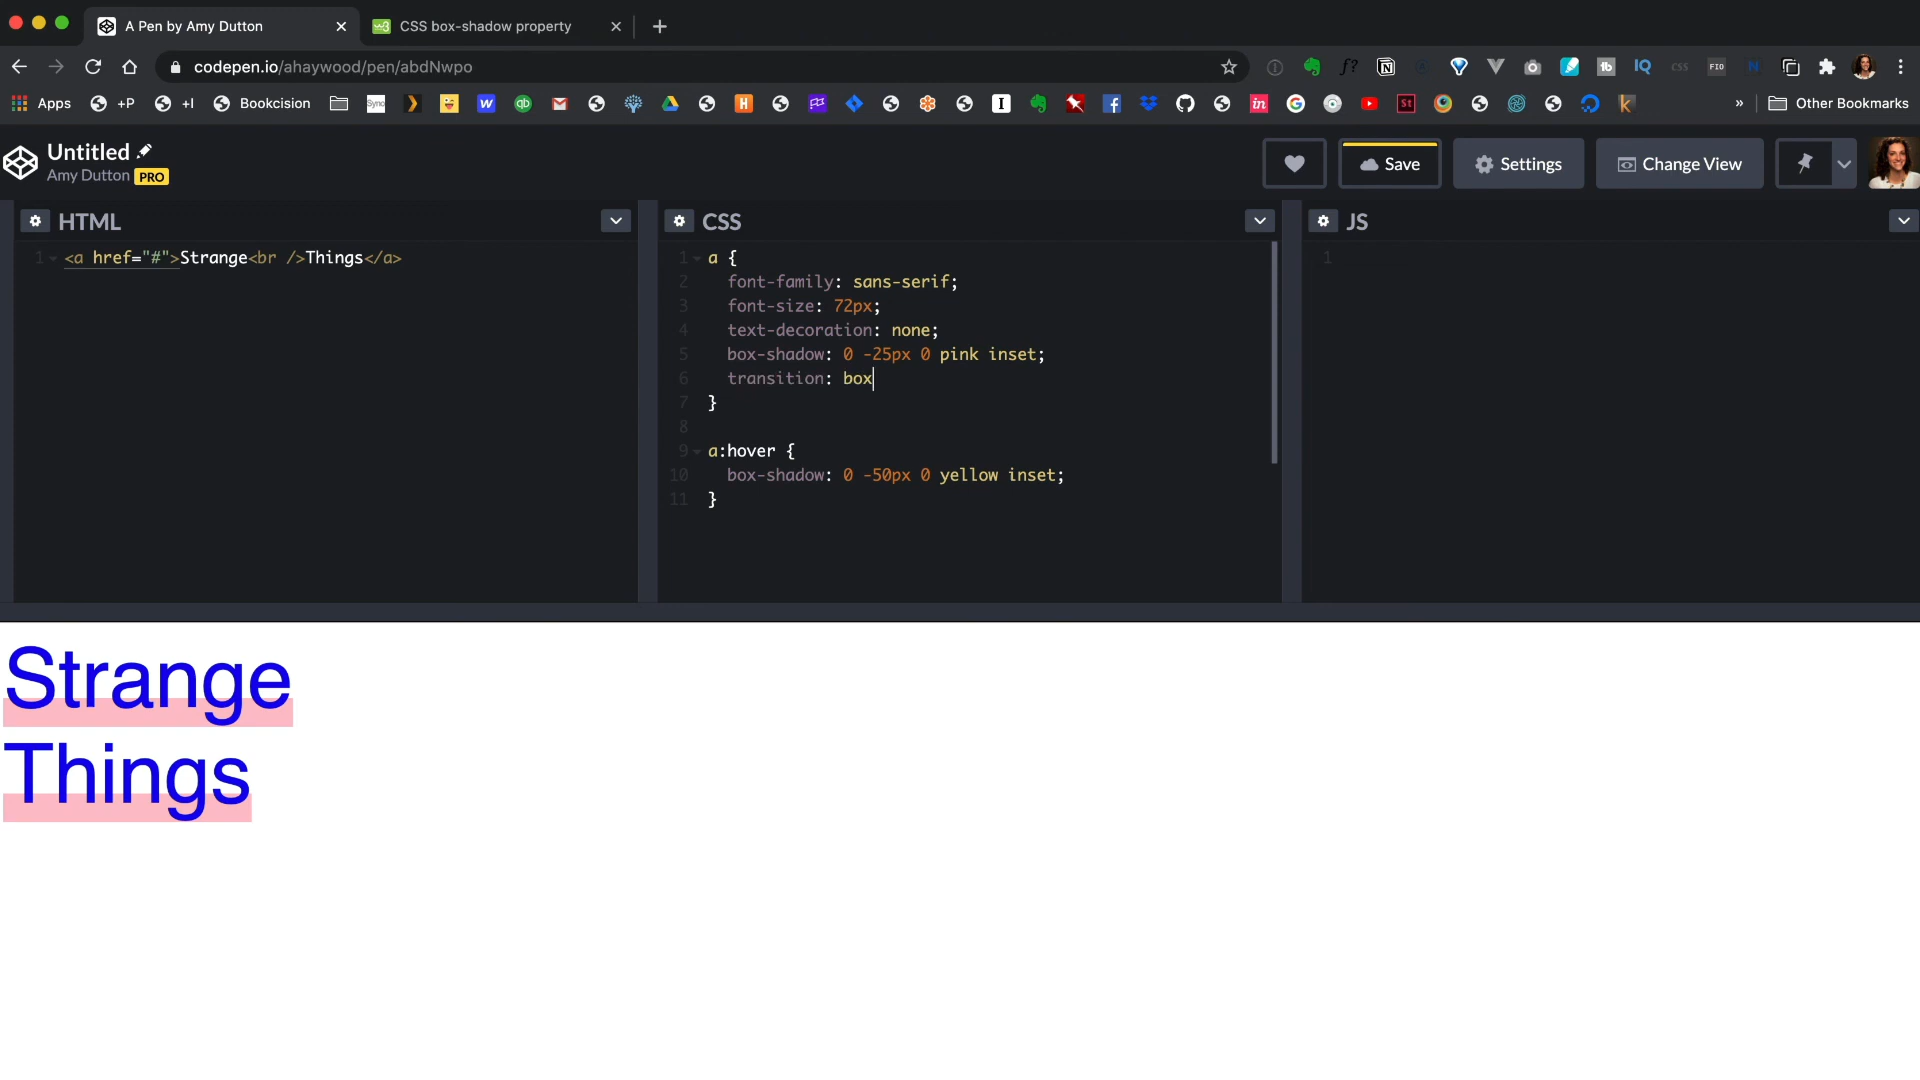 A Pen by Amy Dutton
CSS box-shadow property
codepen.io/ahaywood/pen/abdNwpo
Apps
+P
+I
Bookcision
Other Bookmarks
Untitled
Amy Dutton PRO
Save
Settings
Change View
HTML
1 <a href="#">Strange<br />Things</a>
CSS
1 a {
2 font-family: sans-serif;
3 font-size: 72px;
4 text-decoration: none;
5 box-shadow: 0 -25px 0 pink inset;
6 transition: box
7 }
8
9 a:hover {
10 box-shadow: 0 -50px 0 yellow inset;
11 }
JS
1
Strange
Things